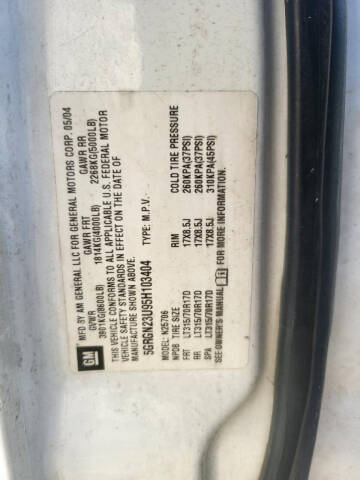 GM
MFD BY AM GENERAL LLC FOR GENERAL MOTORS CORP. 05/04
GVWR GAWR FRT GAWR RR
3901KG(8600LB) 1814KG(4000LB) 2268KG(5000LB)
THIS VEHICLE CONFORMS TO ALL APPLICABLE U.S. FEDERAL MOTOR
VEHICLE SAFETY STANDARDS IN EFFECT ON THE DATE OF
MANUFACTURE SHOWN ABOVE.
5GRGN23U95H103404 TYPE: M.P.V.
MODEL: N25706
NPDB TIRE SIZE RIM COLD TIRE PRESSURE
FRT LT315/70R17D 17X8.5J 260KPA(37PSI)
RR LT315/70R17D 17X8.5J 260KPA(37PSI)
SPA LT315/70R17D 17X8.5J 310KPA(45PSI)
SEE OWNER'S MANUAL FOR MORE INFORMATION.